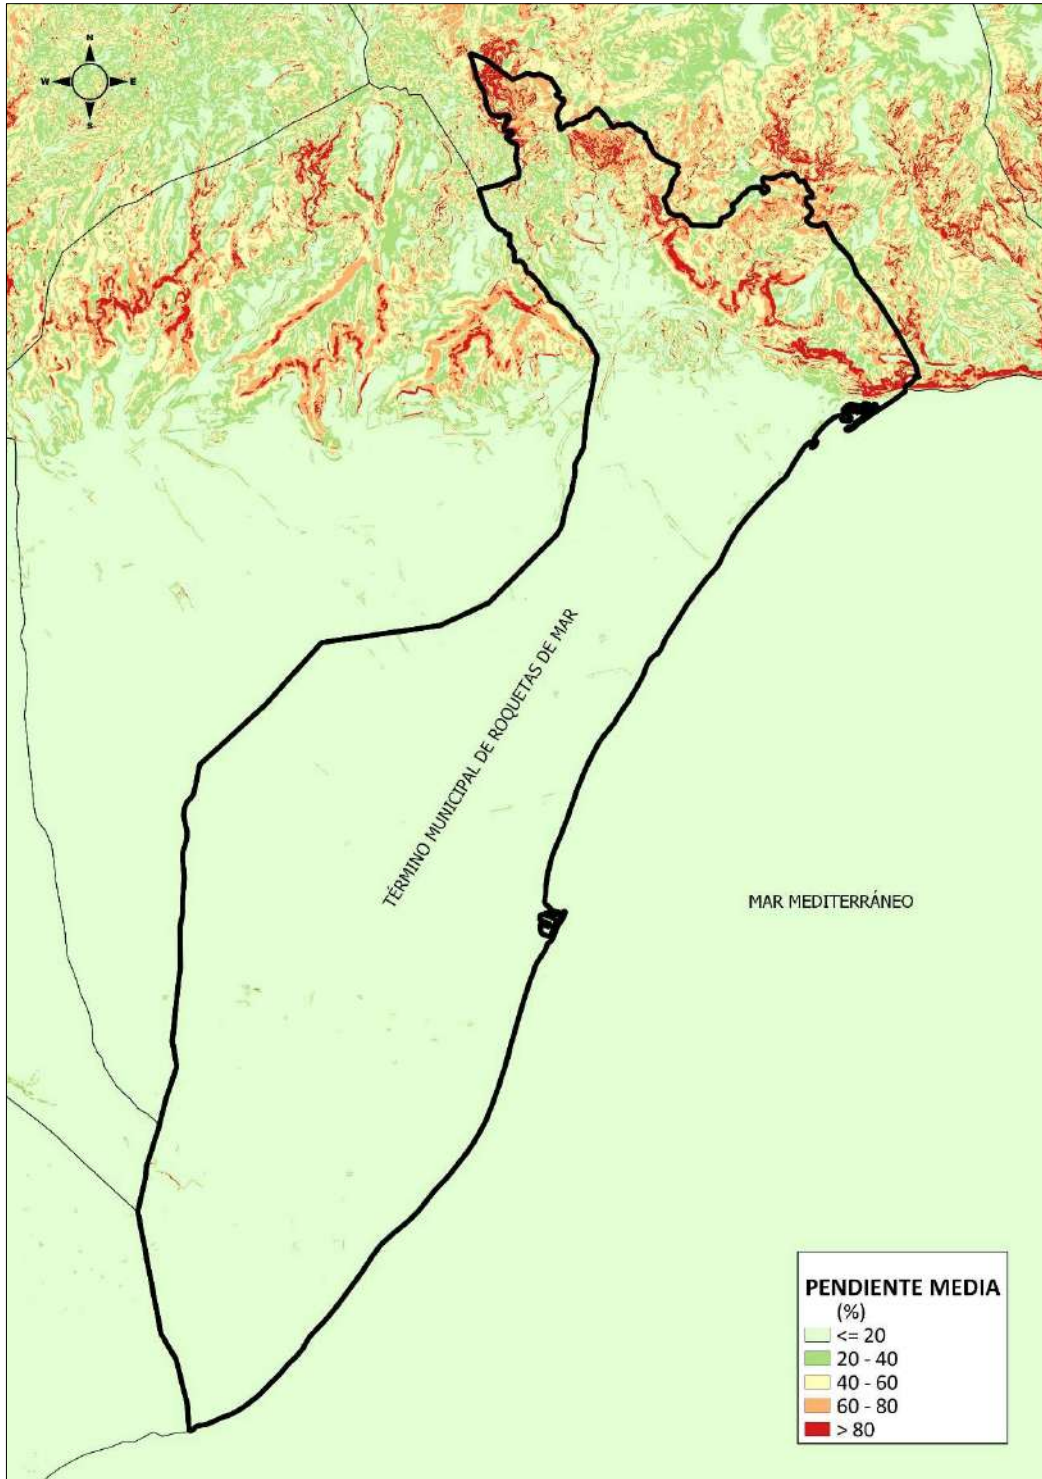 N
W E
S
TÉRMINO MUNICIPAL DE ROQUETAS DE MAR
MAR MEDITERRÁNEO
PENDIENTE MEDIA
(%)
<= 20
20 - 40
40 - 60
60 - 80
> 80